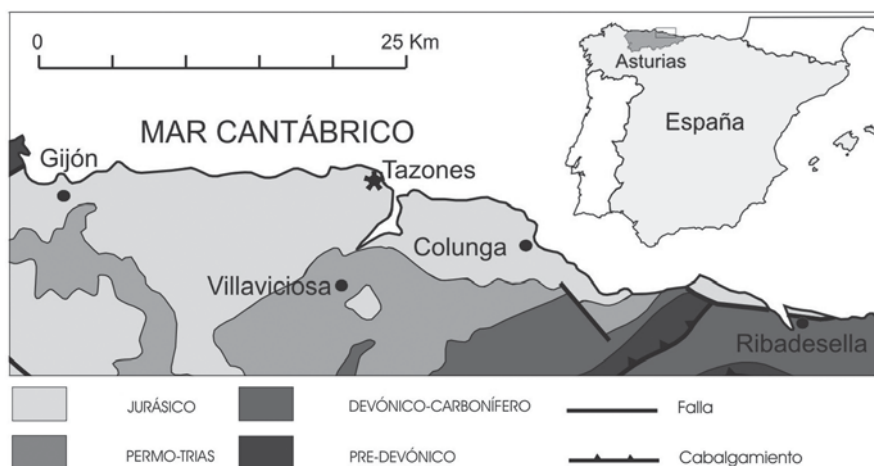 0
25 Km
Asturias
España
MAR CANTÁBRICO
Gijón
Tazones
Colunga
Villaviciosa
Ribadesella
JURÁSICO
DEVÓNICO-CARBONÍFERO
Falla
PERMO-TRIAS
PRE-DEVÓNICO
Cabalgamiento